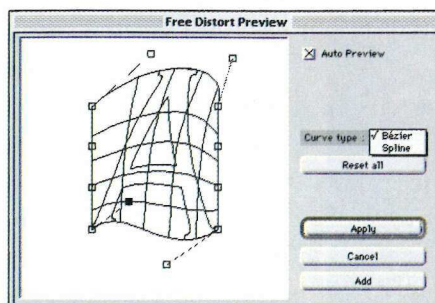 Free Distort Preview
Auto Preview
Curve type : Bézier
Spline
Reset all
Apply
Cancel
Add